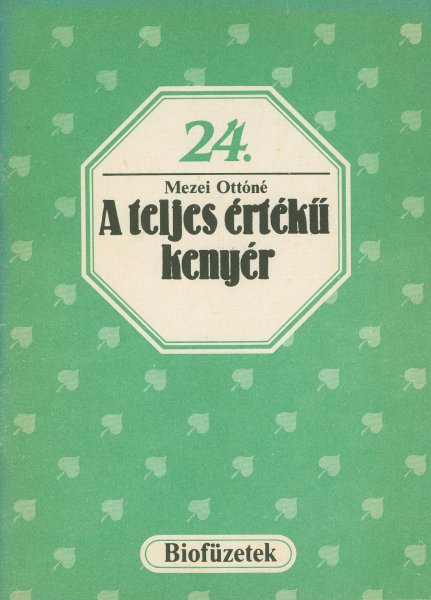 24.
Mezei Ottóné
A teljes értékű
kenyér
Biofüzetek